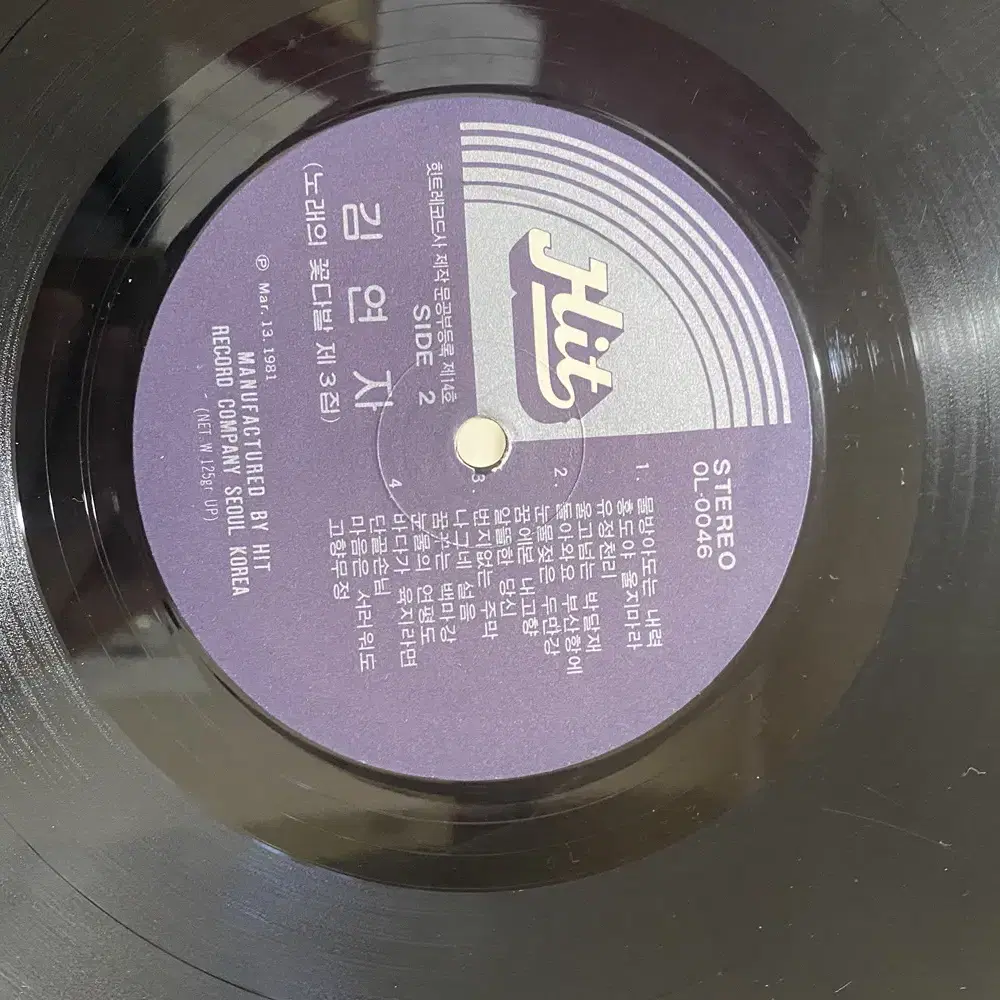 Hit
STEREO
OL-0046
힛트레코드사 제작 문공부등록 제14호
SIDE 2
1. 물방아도는 내력
홍도야 울지마라
유정천리
울고넘는 박달재
2. 돌아와요 부산항에
눈물젖은 두만강
꿈에본 내고향
알뜰한 당신
3. 번지없는 주막
나그네 설음
꿈꾸는 백마강
눈물의 연평도
4 바다가 육지라면
단골손님
마음은 서러워도
고향무정
김연자
(노래의 꽃다발 제3집)
Ⓟ Mar. 13. 1981
MANUFACTURED BY HIT
RECORD COMPANY SEOUL KOREA
(NET W 125gr UP)